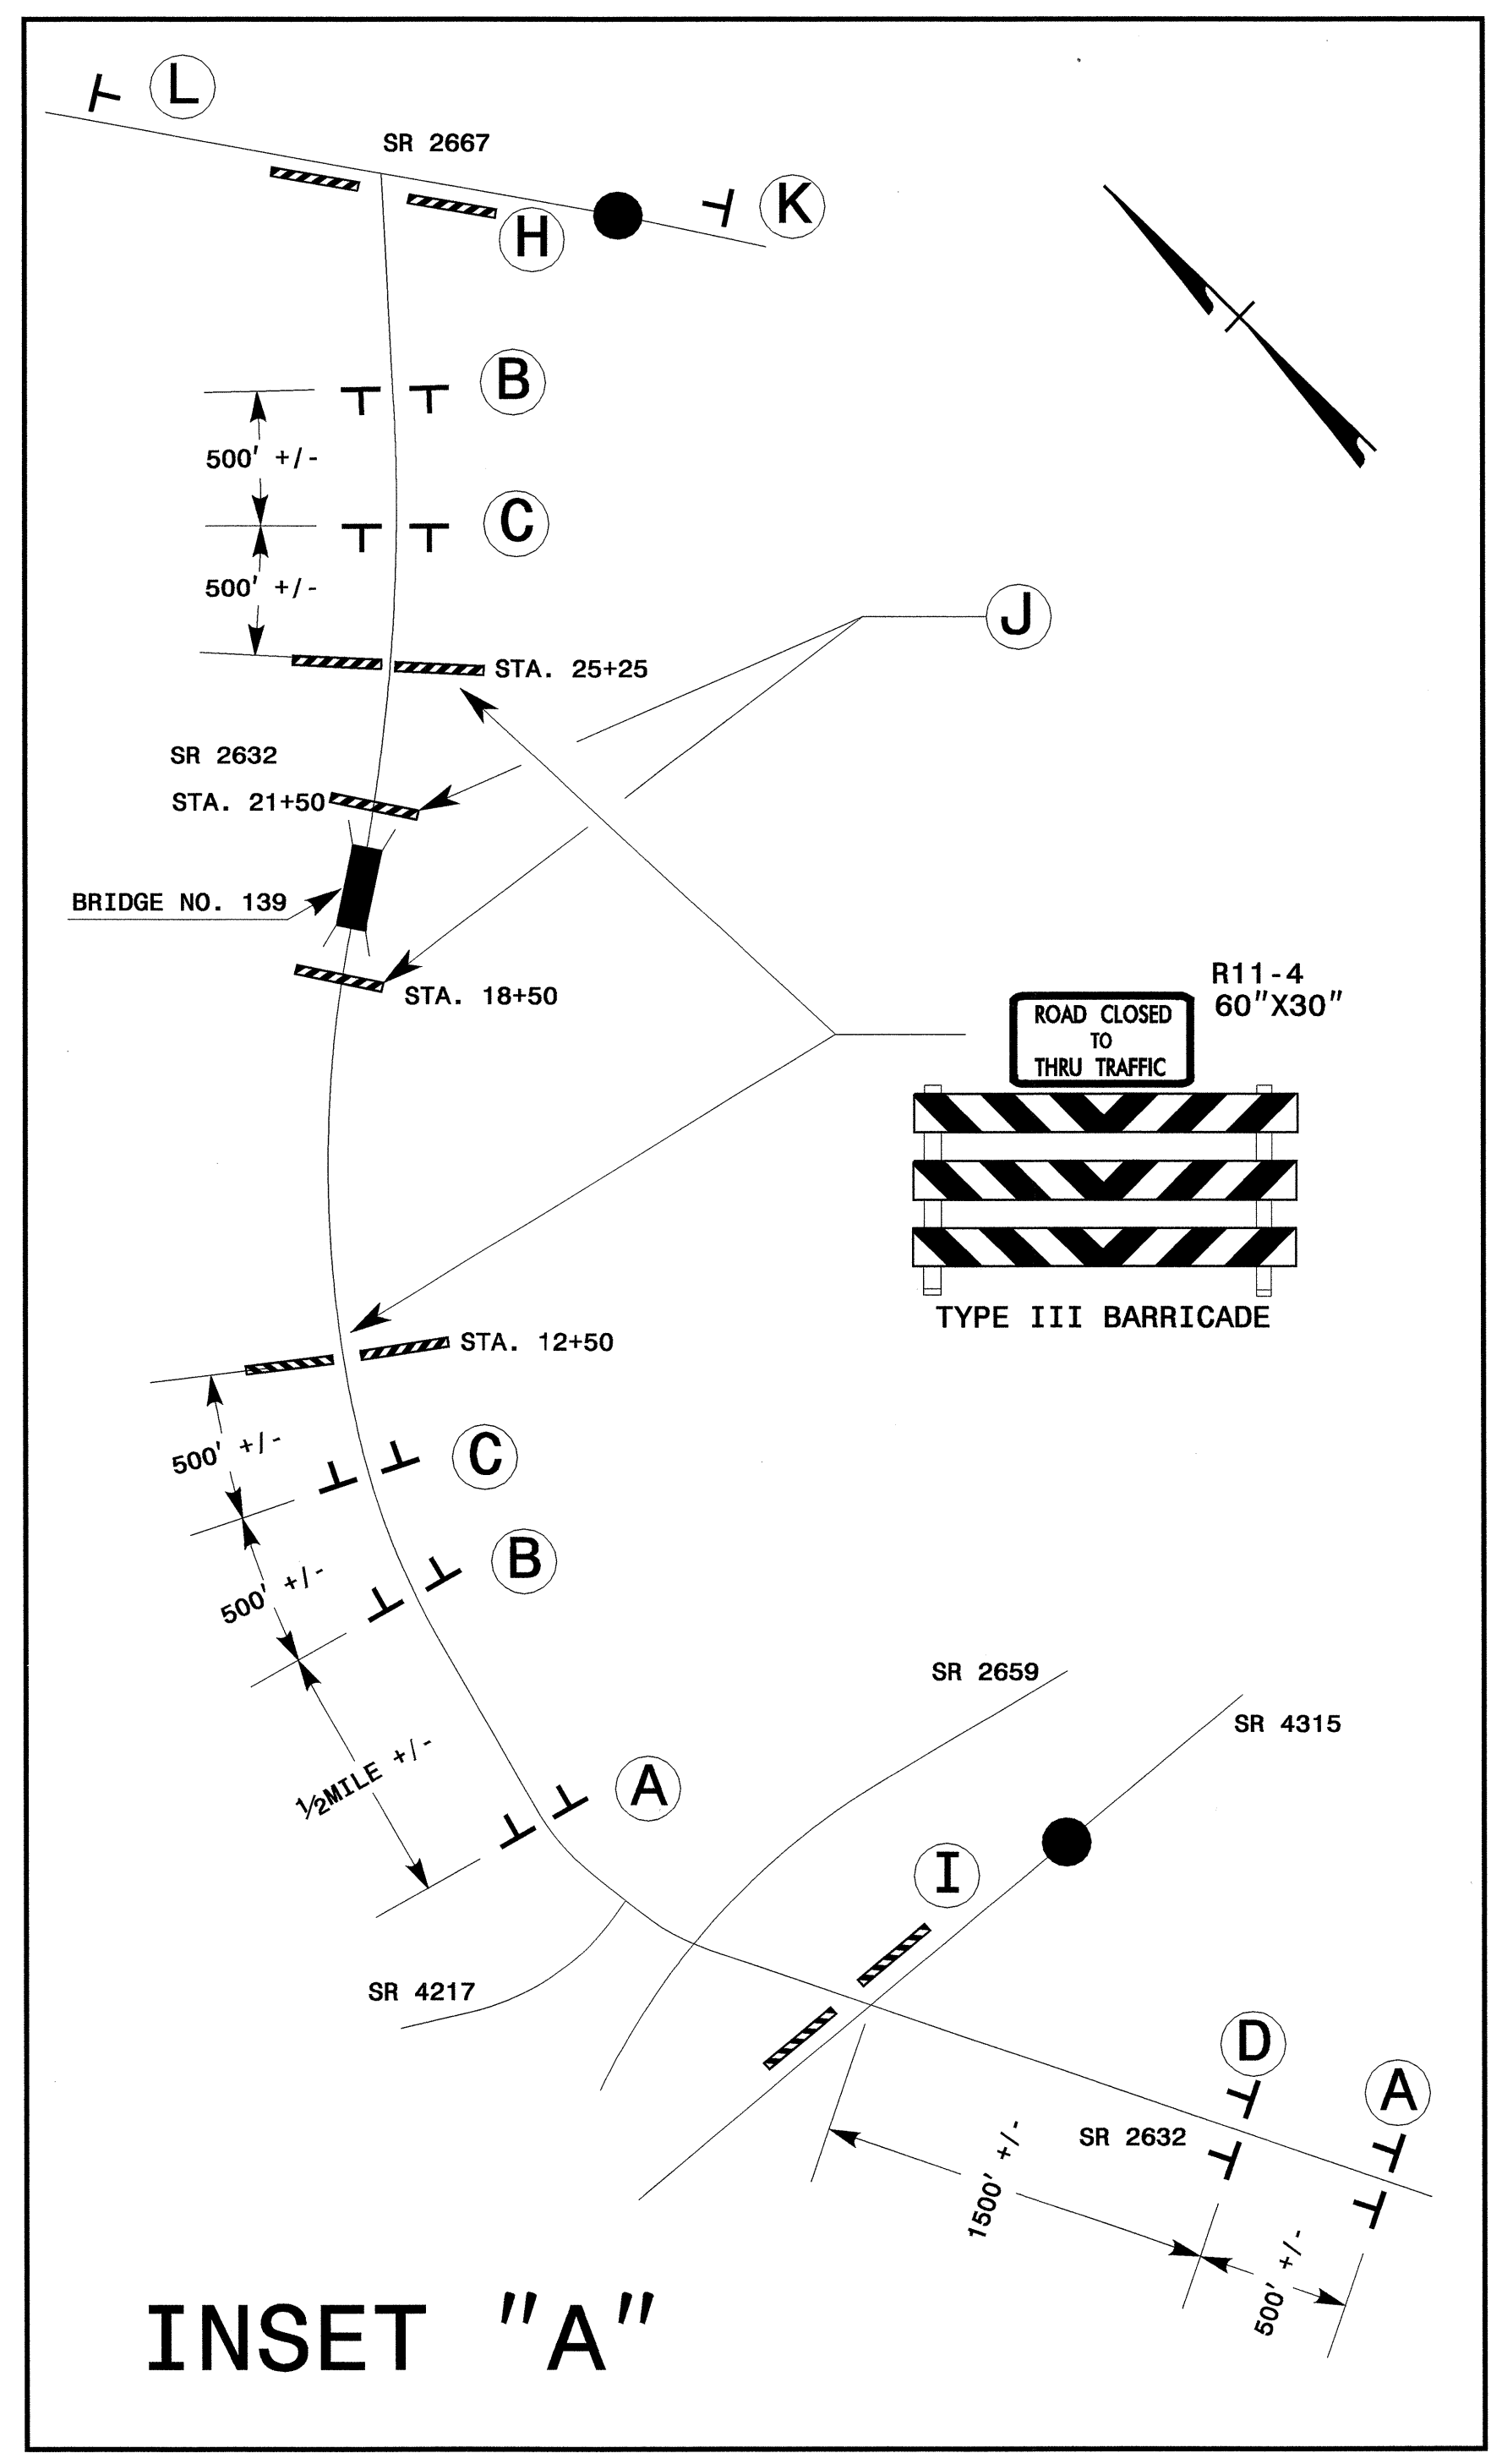 L
SR 2667
K
H
B
500' +/-
C
500' +/-
J
STA. 25+25
SR 2632
STA. 21+50
BRIDGE NO. 139
STA. 18+50
R11-4
60"X30"
ROAD CLOSED
TO
THRU TRAFFIC
TYPE III BARRICADE
STA. 12+50
500' +/-
C
500' +/-
B
SR 2659
SR 4315
½MILE +/-
A
I
SR 4217
D
A
SR 2632
1500' +/-
500' +/-
INSET "A"